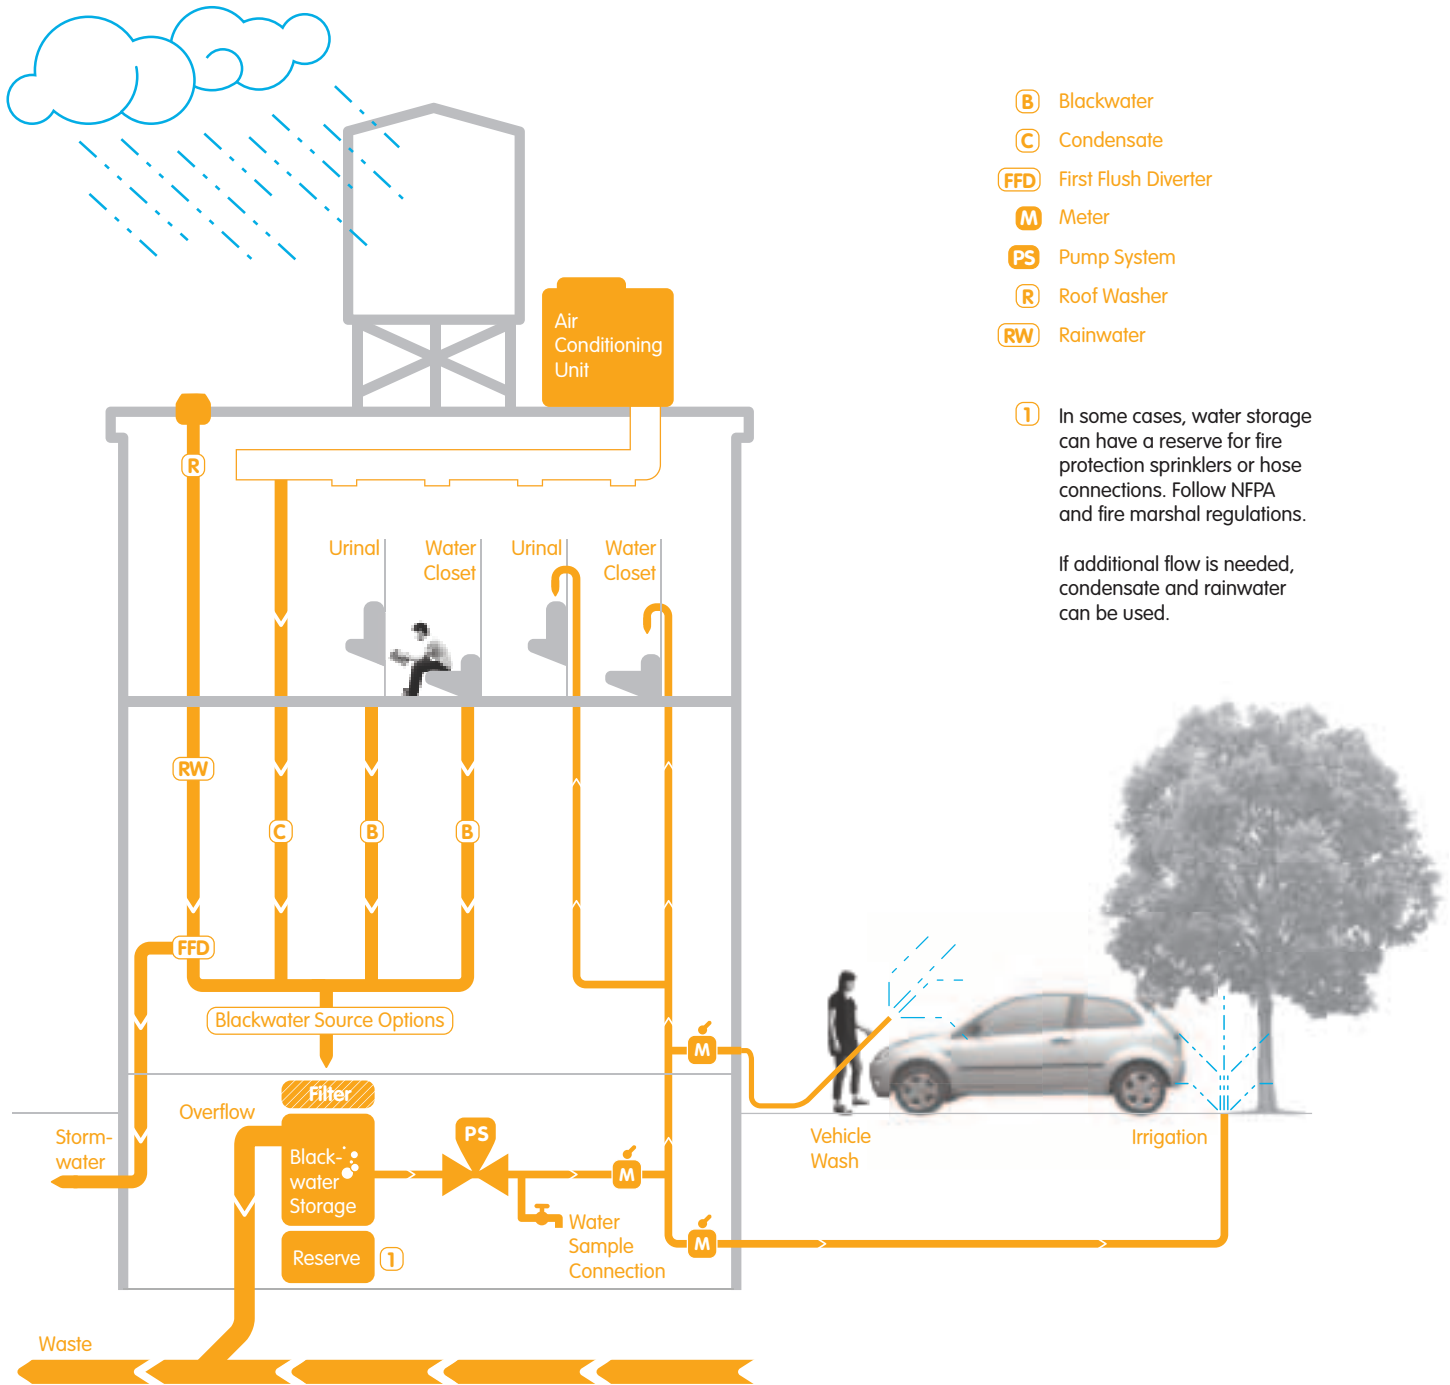 B Blackwater
C Condensate
FFD First Flush Diverter
M Meter
PS Pump System
R Roof Washer
RW Rainwater
1 In some cases, water storage
can have a reserve for fire
protection sprinklers or hose
connections. Follow NFPA
and fire marshal regulations.
If additional flow is needed,
condensate and rainwater
can be used.
Air
Conditioning
Unit
R
Urinal
Water
Closet
Urinal
Water
Closet
RW
C
B
B
FFD
Blackwater Source Options
M
Filter
Overflow
Storm-
water
Black-
water
Storage
PS
M
Water
Sample
Connection
Reserve
1
M
Vehicle
Wash
Irrigation
Waste